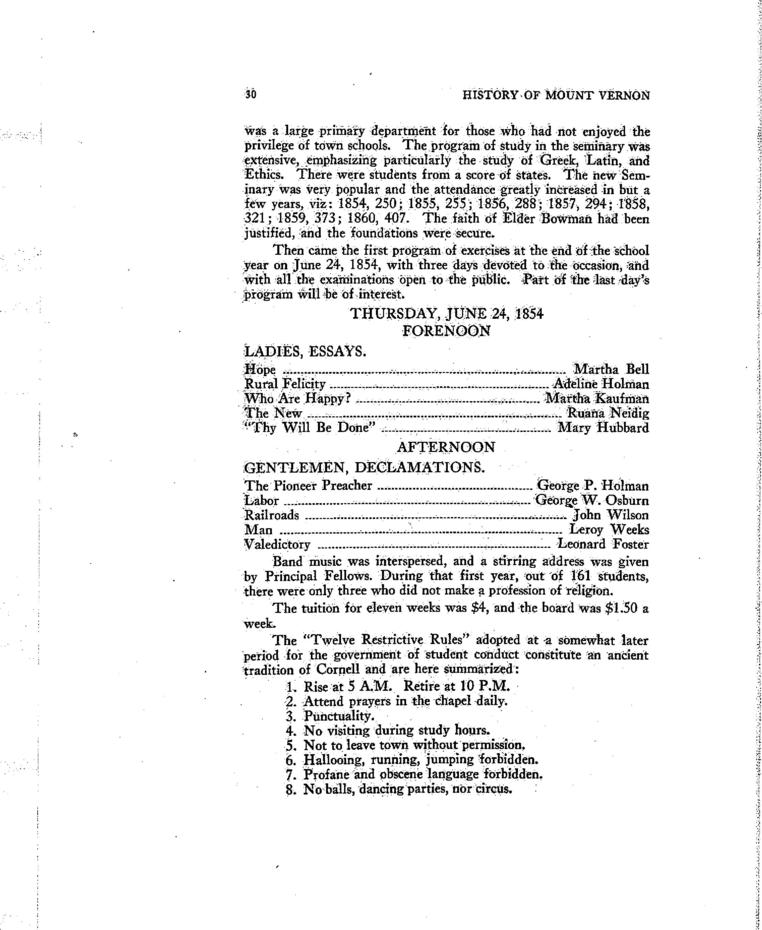 30 HISTORY OF MOUNT VERNON
was a large primary department for those who had not enjoyed the
privilege of town schools. The program of study in the seminary was
extensive, emphasizing particularly the study of Greek, Latin, and
Ethics. There were students from a score of states. The new Sem-
inary was very popular and the attendance greatly increased in but a
few years, viz: 1854, 250; 1855, 255; 1856, 288; 1857, 294; 1858,
321; 1859, 373; 1860, 407. The faith of Elder Bowman had been
justified, and the foundations were secure.
Then came the first program of exercises at the end of the school
year on June 24, 1854, with three days devoted to the occasion, and
with all the examinations open to the public. Part of the last day's
program will be of interest.
THURSDAY, JUNE 24, 1854
FORENOON
LADIES, ESSAYS.
Hope ........ Martha Bell
Rural Felicity ........ Adeline Holman
Who Are Happy? ........ Martha Kaufman
The New ........ Ruana Neidig
"Thy Will Be Done" ........ Mary Hubbard
AFTERNOON
GENTLEMEN, DECLAMATIONS.
The Pioneer Preacher ........ George P. Holman
Labor ........ George W. Osburn
Railroads ........ John Wilson
Man ........ Leroy Weeks
Valedictory ........ Leonard Foster
Band music was interspersed, and a stirring address was given
by Principal Fellows. During that first year, out of 161 students,
there were only three who did not make a profession of religion.
The tuition for eleven weeks was $4, and the board was $1.50 a
week.
The "Twelve Restrictive Rules" adopted at a somewhat later
period for the government of student conduct constitute an ancient
tradition of Cornell and are here summarized:
1. Rise at 5 A.M. Retire at 10 P.M.
2. Attend prayers in the chapel daily.
3. Punctuality.
4. No visiting during study hours.
5. Not to leave town without permission.
6. Hallooing, running, jumping forbidden.
7. Profane and obscene language forbidden.
8. No balls, dancing parties, nor circus.